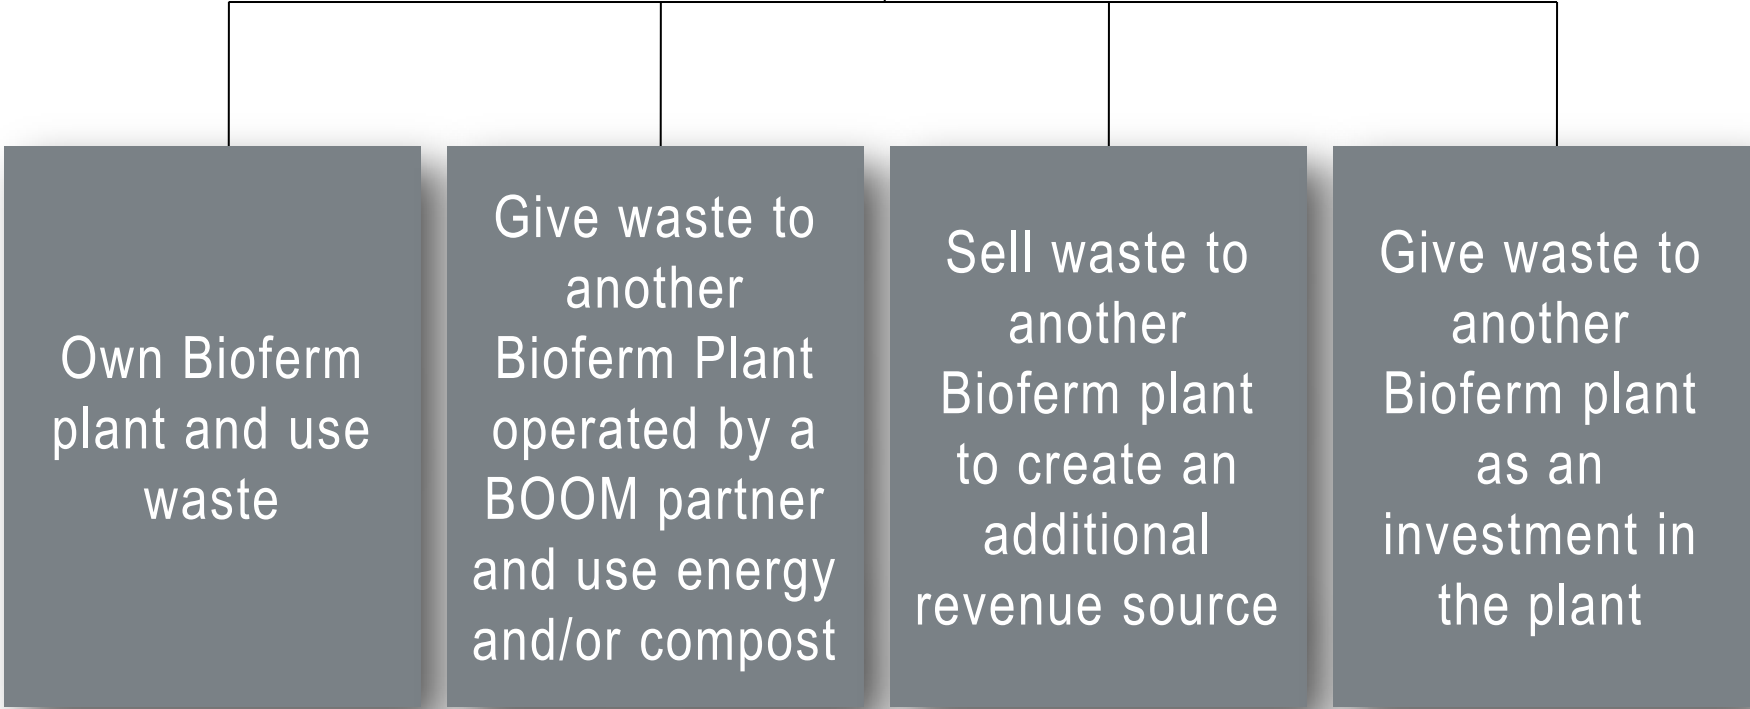 Own Bioferm
plant and use
waste
Give waste to
another
Bioferm Plant
operated by a
BOOM partner
and use energy
and/or compost
Sell waste to
another
Bioferm plant
to create an
additional
revenue source
Give waste to
another
Bioferm plant
as an
investment in
the plant